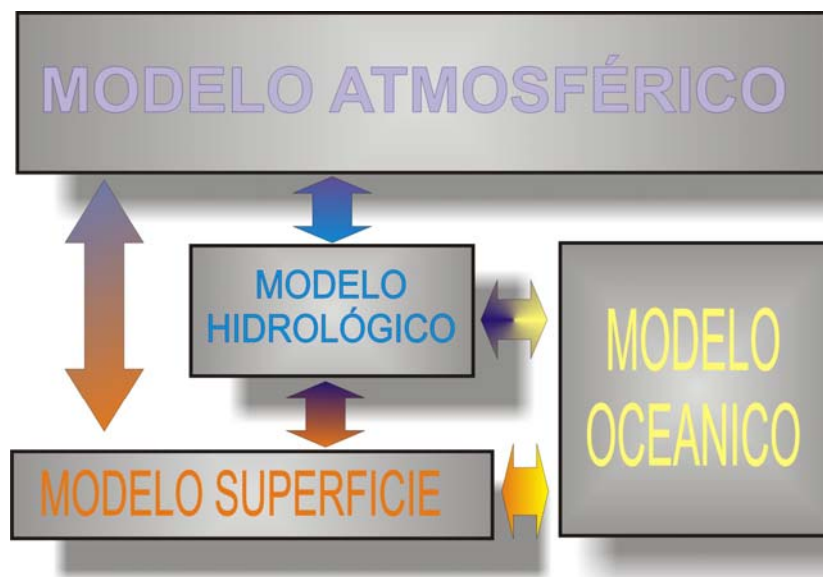 MODELO ATMOSFÉRICO
MODELO
HIDROLÓGICO
MODELO
OCEANICO
MODELO SUPERFICIE